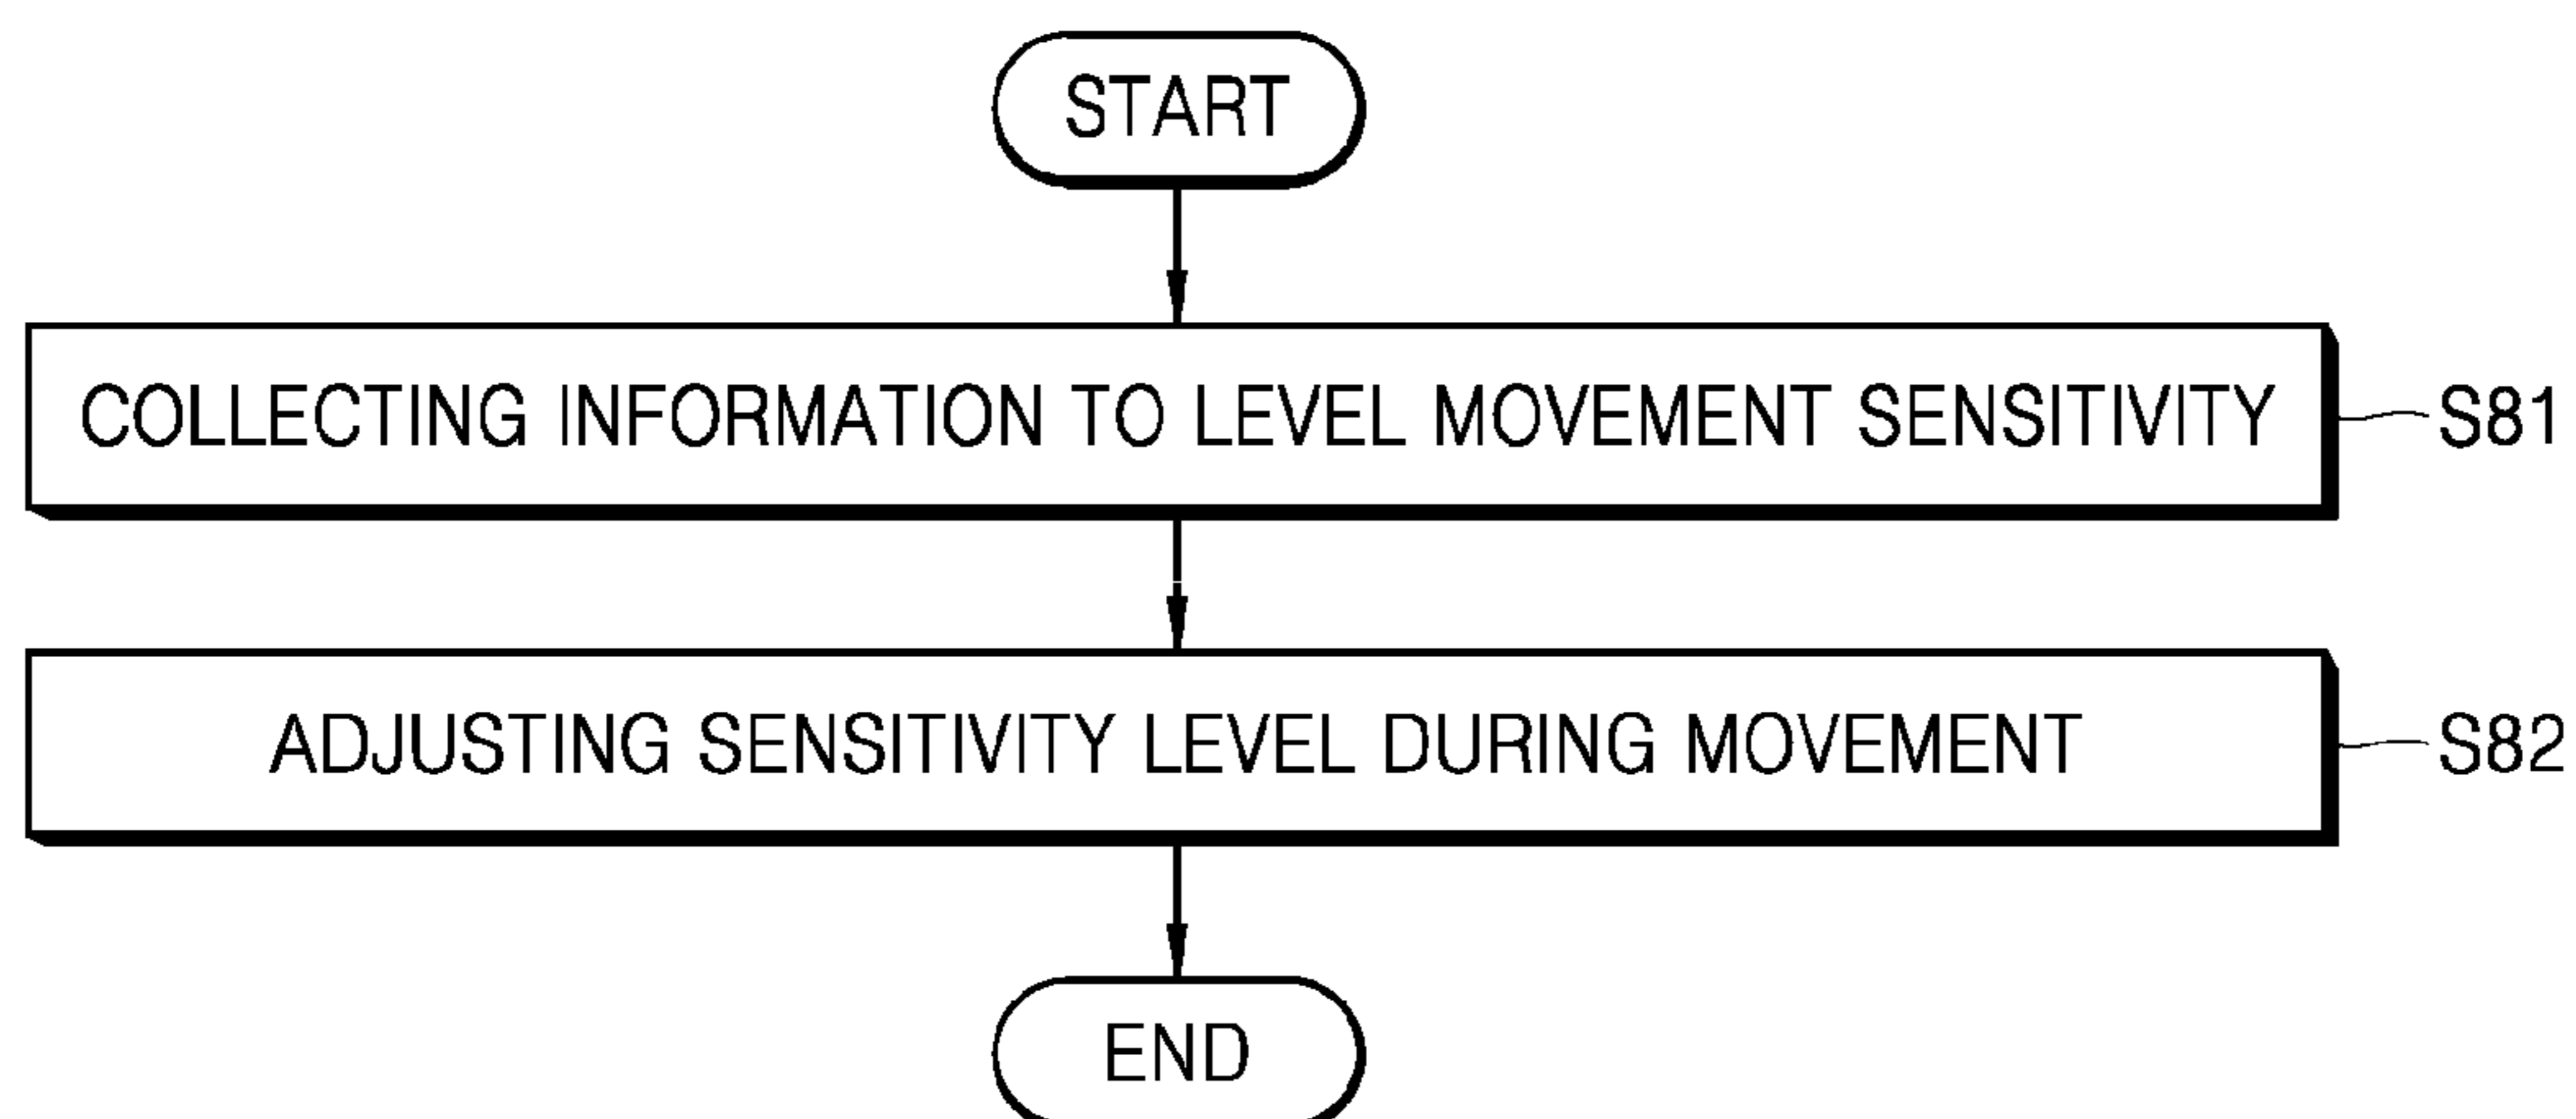 START
COLLECTING INFORMATION TO LEVEL MOVEMENT SENSITIVITY
S81
ADJUSTING SENSITIVITY LEVEL DURING MOVEMENT
S82
END